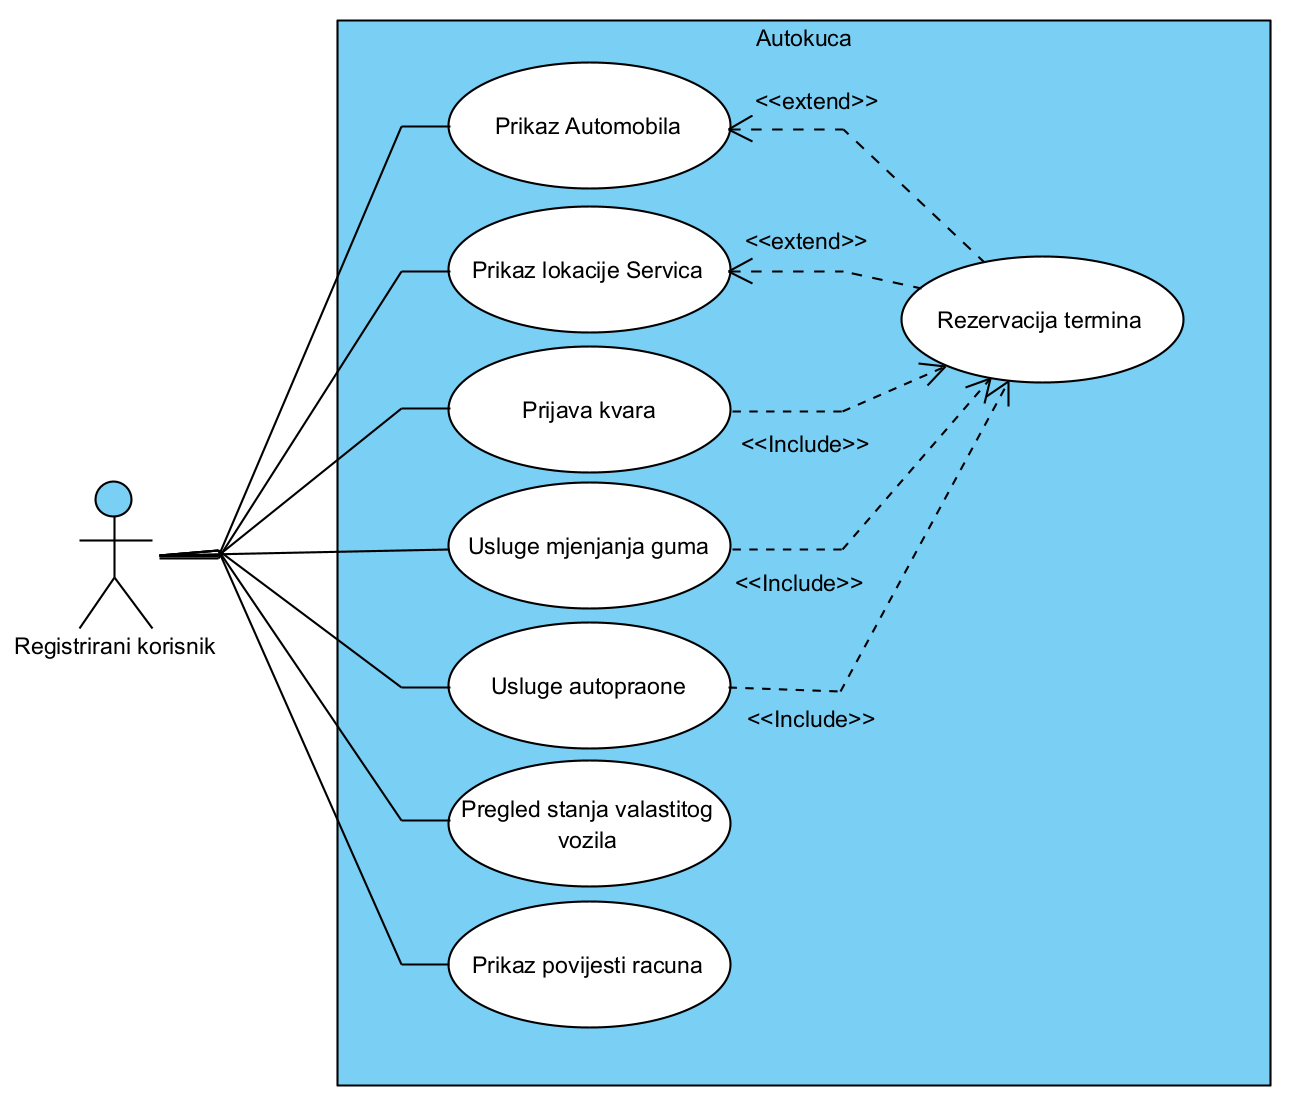 Autokuca
Prikaz Automobila
<<extend>>
Prikaz lokacije Servica
<<extend>>
Rezervacija termina
Prijava kvara
<<Include>>
Usluge mjenjanja guma
<<Include>>
Registrirani korisnik
Usluge autopraone
<<Include>>
Pregled stanja valastitog
vozila
Prikaz povijesti racuna